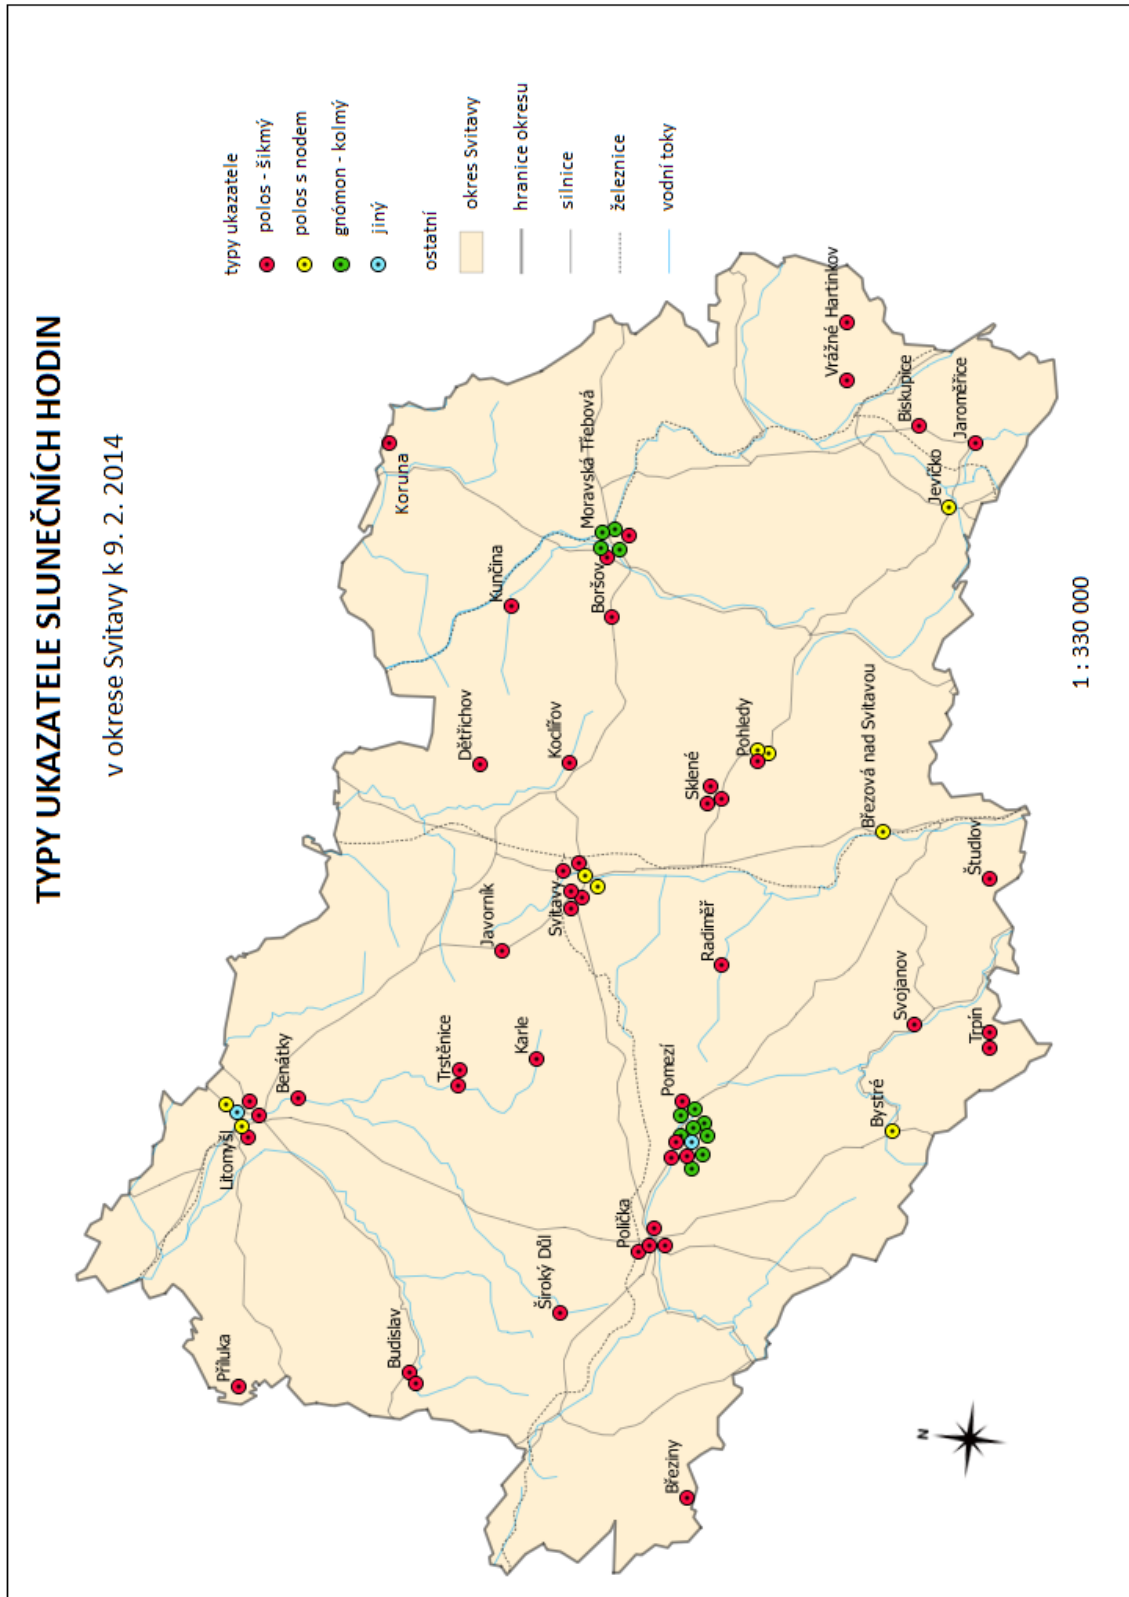 TYPY UKAZATELE SLUNEČNÍCH HODIN
v okrese Svitavy k 9. 2. 2014
typy ukazatele
polos - šikmý
polos s nodem
gnómon - kolmý
jiný
ostatní
okres Svitavy
hranice okresu
silnice
železnice
vodní toky
Příluka
Litomyšl
Benátky
Koruna
Budislav
Trstěnice
Javorník
Dětřichov
Kunčina
Karle
Široký Důl
Svitavy
Koclířov
Boršov
Moravská Třebová
Polička
Pomezí
Březiny
Radiměř
Sklené
Pohledy
Vrážné
Hartinkov
Bystré
Svojanov
Březová nad Svitavou
Biskupice
Jevíčko
Jaroměřice
Trpín
Študlov
N
1 : 330 000